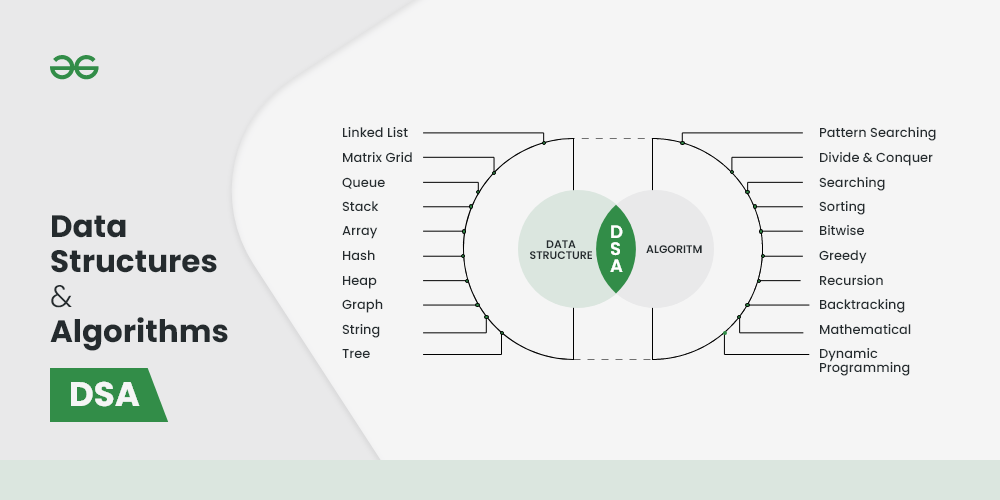 Data
Structures
&
Algorithms
DSA
Linked List
Matrix Grid
Queue
Stack
Array
Hash
Heap
Graph
String
Tree
DATA
STRUCTURE
D
S
A
ALGORITM
Pattern Searching
Divide & Conquer
Searching
Sorting
Bitwise
Greedy
Recursion
Backtracking
Mathematical
Dynamic
Programming